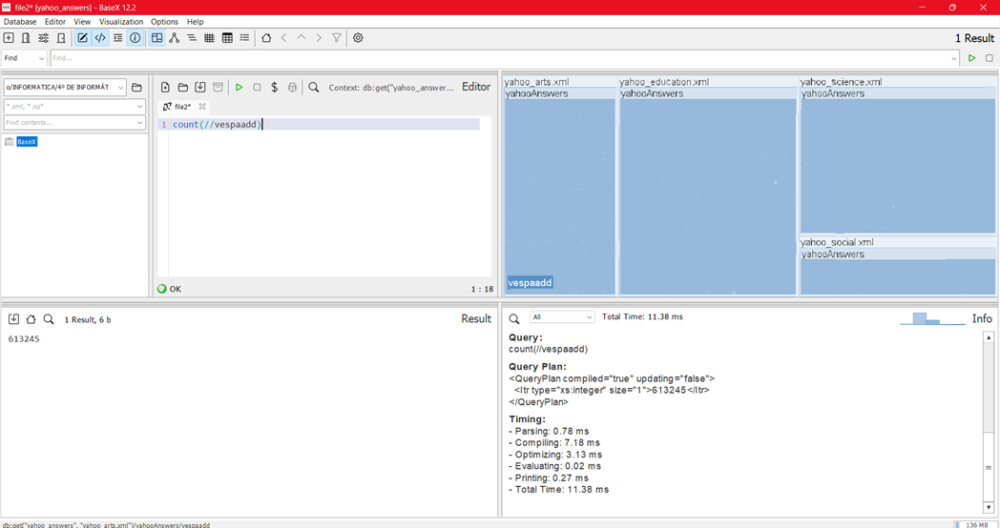 file2* [yahoo_answers] - BaseX 12.2
Database Editor View Visualization Options Help
1 Result
Find Find...
o/INFORMATICA/4º DE INFORMÁT
*.xml, *.xq*
Find contents...
BaseX
Context: db:get("yahoo_answer... Editor
file2*
1 count(//vespaadd)
OK 1 : 18
yahoo_arts.xml yahoo_education.xml yahoo_science.xml
yahooAnswers yahooAnswers yahooAnswers
yahoo_social.xml
yahooAnswers
vespaadd
1 Result, 6 b Result
613245
All Total Time: 11.38 ms Info
Query:
count(//vespaadd)
Query Plan:
<QueryPlan compiled="true" updating="false">
<Itr type="xs:integer" size="1">613245</Itr>
</QueryPlan>
Timing:
- Parsing: 0.78 ms
- Compiling: 7.18 ms
- Optimizing: 3.13 ms
- Evaluating: 0.02 ms
- Printing: 0.27 ms
- Total Time: 11.38 ms
db:get("yahoo_answers", "yahoo_arts.xml")/yahooAnswers/vespaadd 136 MB